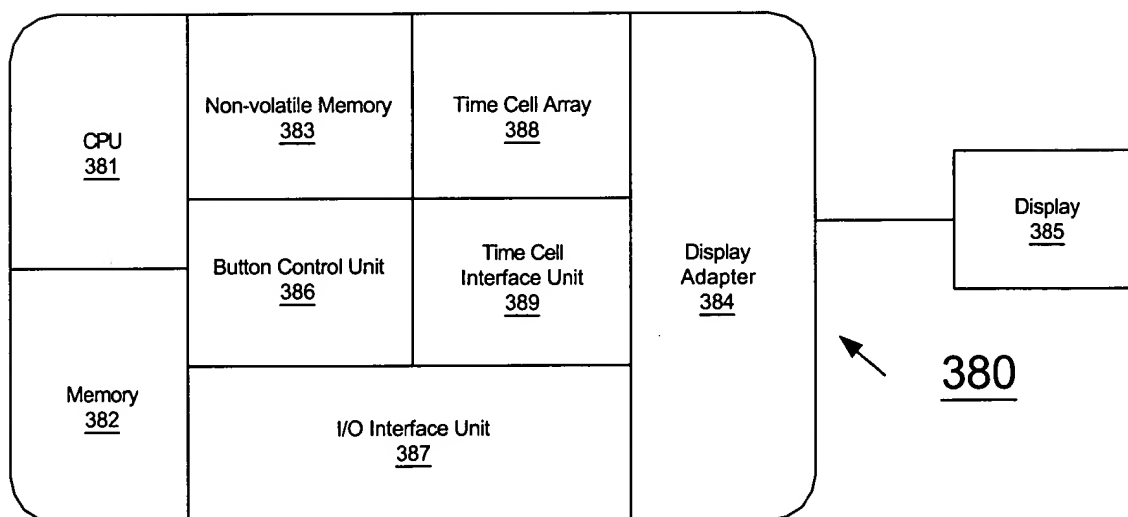 CPU
381
Non-volatile Memory
383
Time Cell Array
388
Button Control Unit
386
Time Cell
Interface Unit
389
Display
Adapter
384
Display
385
Memory
382
I/O Interface Unit
387
380